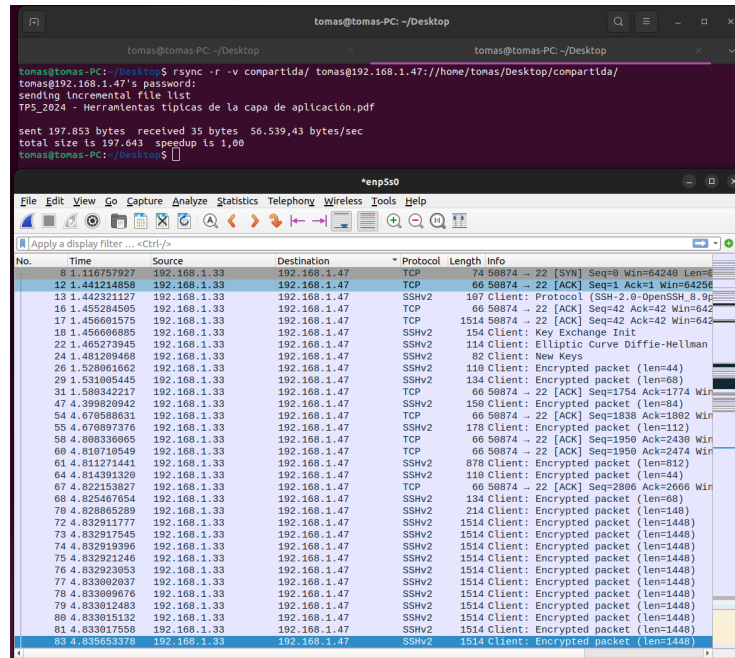 tomas@tomas-PC: ~/Desktop
tomas@tomas-PC: ~/Desktop
tomas@tomas-PC: ~/Desktop
tomas@tomas-PC:~/Desktop$ rsync -r -v compartida/ tomas@192.168.1.47://home/tomas/Desktop/compartida/
tomas@192.168.1.47's password:
sending incremental file list
TP5_2024 - Herramientas típicas de la capa de aplicación.pdf
sent 197.853 bytes  received 35 bytes  56.539,43 bytes/sec
total size is 197.643  speedup is 1,00
tomas@tomas-PC:~/Desktop$
*enp5s0
File Edit View Go Capture Analyze Statistics Telephony Wireless Tools Help
Apply a display filter ... <Ctrl-/>
No. Time Source Destination Protocol Length Info
8 1.116757927 192.168.1.33 192.168.1.47 TCP 74 50874 → 22 [SYN] Seq=0 Win=64240 Len=0
12 1.441214858 192.168.1.33 192.168.1.47 TCP 66 50874 → 22 [ACK] Seq=1 Ack=1 Win=64256
13 1.442321127 192.168.1.33 192.168.1.47 SSHv2 107 Client: Protocol (SSH-2.0-OpenSSH_8.9p
16 1.455284505 192.168.1.33 192.168.1.47 TCP 66 50874 → 22 [ACK] Seq=42 Ack=42 Win=642
17 1.456601575 192.168.1.33 192.168.1.47 TCP 1514 50874 → 22 [ACK] Seq=42 Ack=42 Win=642
18 1.456606885 192.168.1.33 192.168.1.47 SSHv2 154 Client: Key Exchange Init
22 1.465273945 192.168.1.33 192.168.1.47 SSHv2 114 Client: Elliptic Curve Diffie-Hellman
24 1.481209468 192.168.1.33 192.168.1.47 SSHv2 82 Client: New Keys
26 1.528061662 192.168.1.33 192.168.1.47 SSHv2 110 Client: Encrypted packet (len=44)
29 1.531005445 192.168.1.33 192.168.1.47 SSHv2 134 Client: Encrypted packet (len=68)
31 1.580342217 192.168.1.33 192.168.1.47 TCP 66 50874 → 22 [ACK] Seq=1754 Ack=1774 Win
47 4.399820942 192.168.1.33 192.168.1.47 SSHv2 150 Client: Encrypted packet (len=84)
54 4.670588631 192.168.1.33 192.168.1.47 TCP 66 50874 → 22 [ACK] Seq=1838 Ack=1802 Win
55 4.670897376 192.168.1.33 192.168.1.47 SSHv2 178 Client: Encrypted packet (len=112)
58 4.808336065 192.168.1.33 192.168.1.47 TCP 66 50874 → 22 [ACK] Seq=1950 Ack=2430 Win
60 4.810710549 192.168.1.33 192.168.1.47 TCP 66 50874 → 22 [ACK] Seq=1950 Ack=2474 Win
61 4.811271441 192.168.1.33 192.168.1.47 SSHv2 878 Client: Encrypted packet (len=812)
64 4.814391320 192.168.1.33 192.168.1.47 SSHv2 110 Client: Encrypted packet (len=44)
67 4.822153827 192.168.1.33 192.168.1.47 TCP 66 50874 → 22 [ACK] Seq=2806 Ack=2666 Win
68 4.825467654 192.168.1.33 192.168.1.47 SSHv2 134 Client: Encrypted packet (len=68)
70 4.828865289 192.168.1.33 192.168.1.47 SSHv2 214 Client: Encrypted packet (len=148)
72 4.832911777 192.168.1.33 192.168.1.47 SSHv2 1514 Client: Encrypted packet (len=1448)
73 4.832917545 192.168.1.33 192.168.1.47 SSHv2 1514 Client: Encrypted packet (len=1448)
74 4.832919396 192.168.1.33 192.168.1.47 SSHv2 1514 Client: Encrypted packet (len=1448)
75 4.832921246 192.168.1.33 192.168.1.47 SSHv2 1514 Client: Encrypted packet (len=1448)
76 4.832923053 192.168.1.33 192.168.1.47 SSHv2 1514 Client: Encrypted packet (len=1448)
77 4.833002037 192.168.1.33 192.168.1.47 SSHv2 1514 Client: Encrypted packet (len=1448)
78 4.833009676 192.168.1.33 192.168.1.47 SSHv2 1514 Client: Encrypted packet (len=1448)
79 4.833012483 192.168.1.33 192.168.1.47 SSHv2 1514 Client: Encrypted packet (len=1448)
80 4.833015132 192.168.1.33 192.168.1.47 SSHv2 1514 Client: Encrypted packet (len=1448)
81 4.833017558 192.168.1.33 192.168.1.47 SSHv2 1514 Client: Encrypted packet (len=1448)
83 4.835653378 192.168.1.33 192.168.1.47 SSHv2 1514 Client: Encrypted packet (len=1448)